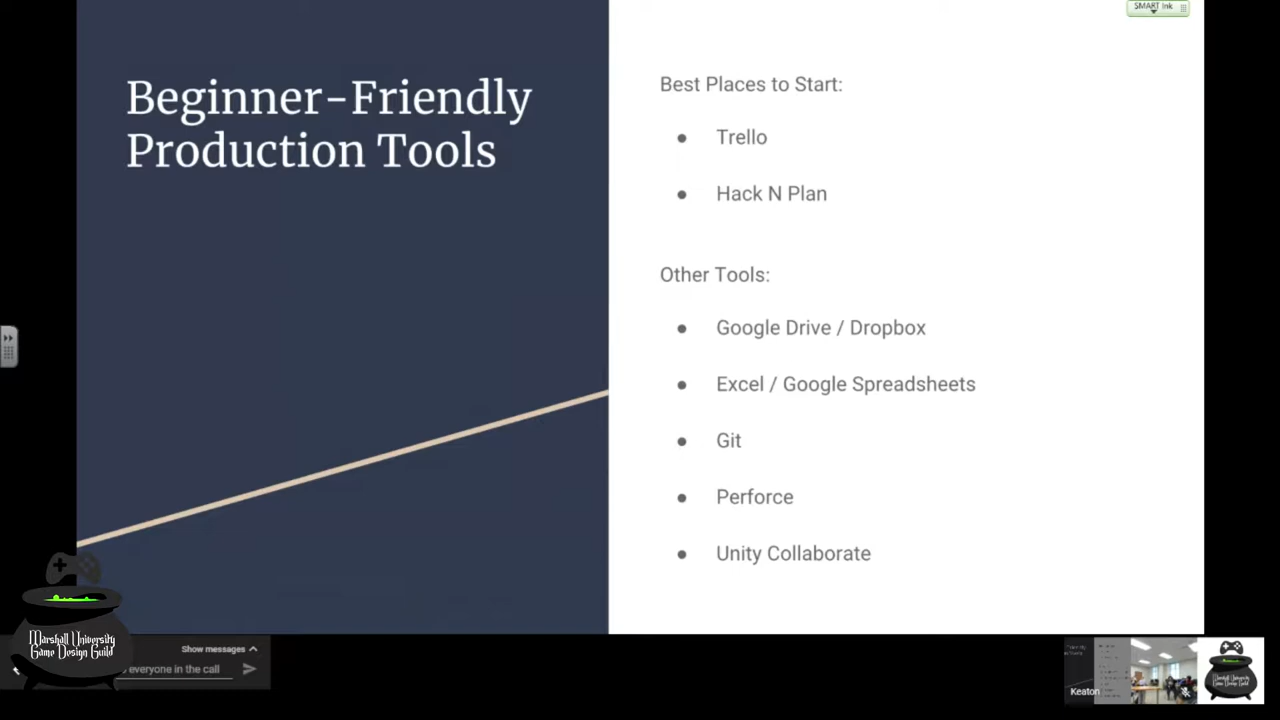 SMART Ink
Beginner-Friendly
Production Tools
Best Places to Start:
● Trello
● Hack N Plan
Other Tools:
● Google Drive / Dropbox
● Excel / Google Spreadsheets
● Git
● Perforce
● Unity Collaborate
Marshall University
Game Design Guild
Show messages
everyone in the call
Keaton